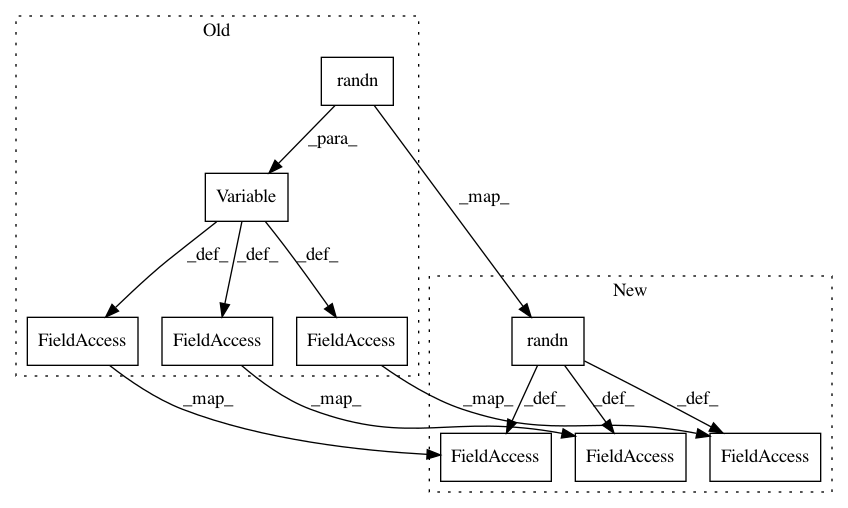 Old
randn
_para_
Variable
_map_
_def_
_def_
_def_
New
FieldAccess
FieldAccess
FieldAccess
randn
_map_
_map_
_map_
_def_
_def_
_def_
FieldAccess
FieldAccess
FieldAccess